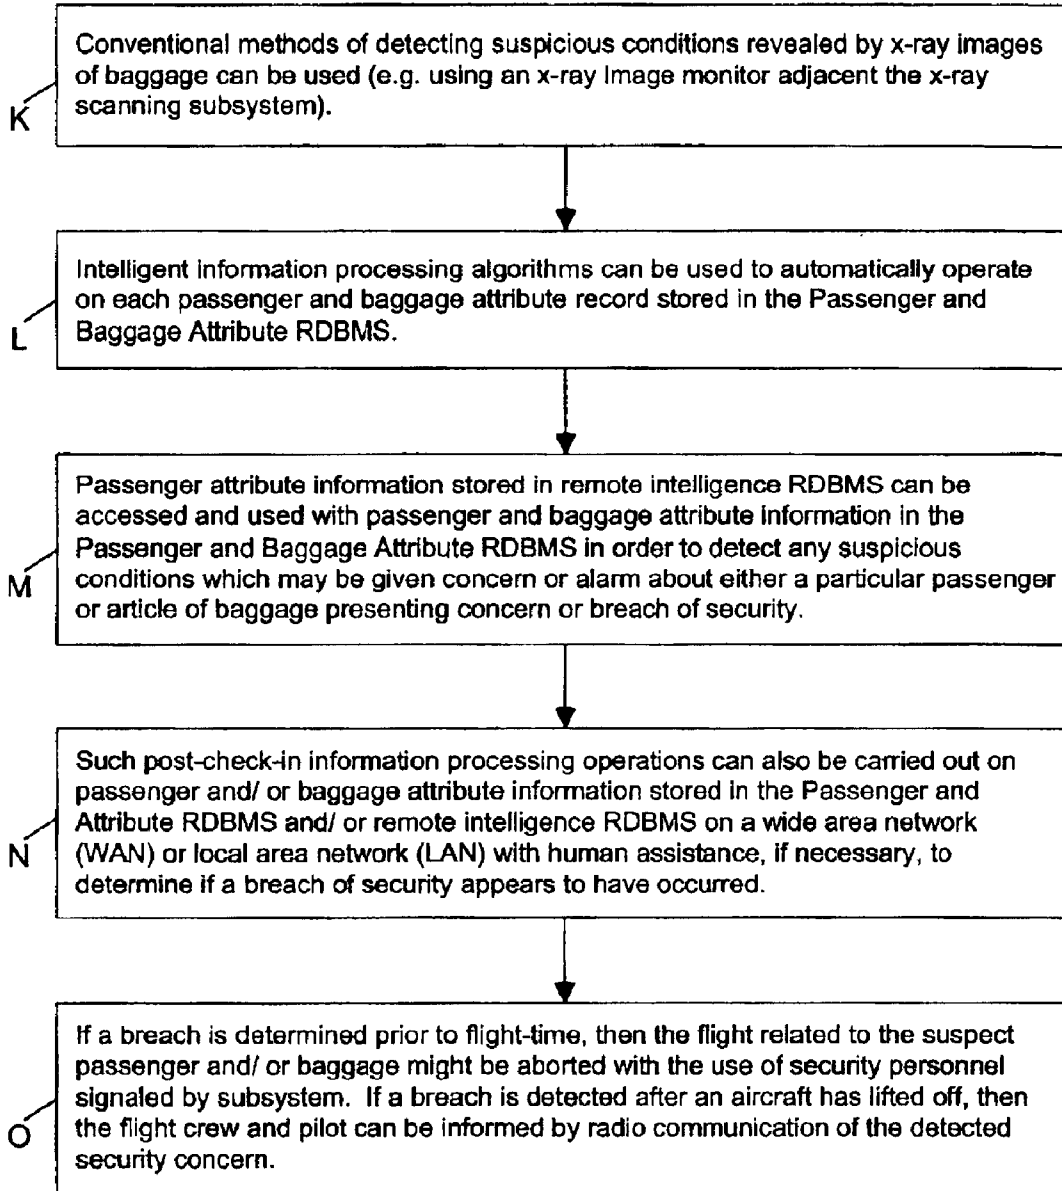 Conventional methods of detecting suspicious conditions revealed by x-ray images
of baggage can be used (e.g. using an x-ray image monitor adjacent the x-ray
scanning subsystem).
K
Intelligent information processing algorithms can be used to automatically operate
on each passenger and baggage attribute record stored in the Passenger and
Baggage Attribute RDBMS.
L
Passenger attribute information stored in remote intelligence RDBMS can be
accessed and used with passenger and baggage attribute information in the
Passenger and Baggage Attribute RDBMS in order to detect any suspicious
conditions which may be given concern or alarm about either a particular passenger
or article of baggage presenting concern or breach of security.
M
Such post-check-in information processing operations can also be carried out on
passenger and/ or baggage attribute information stored in the Passenger and
Attribute RDBMS and/ or remote intelligence RDBMS on a wide area network
(WAN) or local area network (LAN) with human assistance, if necessary, to
determine if a breach of security appears to have occurred.
N
If a breach is determined prior to flight-time, then the flight related to the suspect
passenger and/ or baggage might be aborted with the use of security personnel
signaled by subsystem. If a breach is detected after an aircraft has lifted off, then
the flight crew and pilot can be informed by radio communication of the detected
security concern.
O